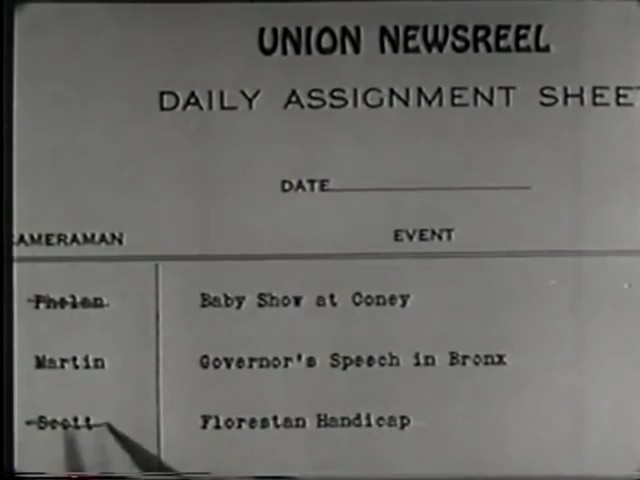 UNION NEWSREEL
DAILY ASSIGNMENT SHEE
DATE
AMERAMAN EVENT
Phelan Baby Show at Coney
Martin Governor's Speech in Bronx
Scott Florestan Handicap